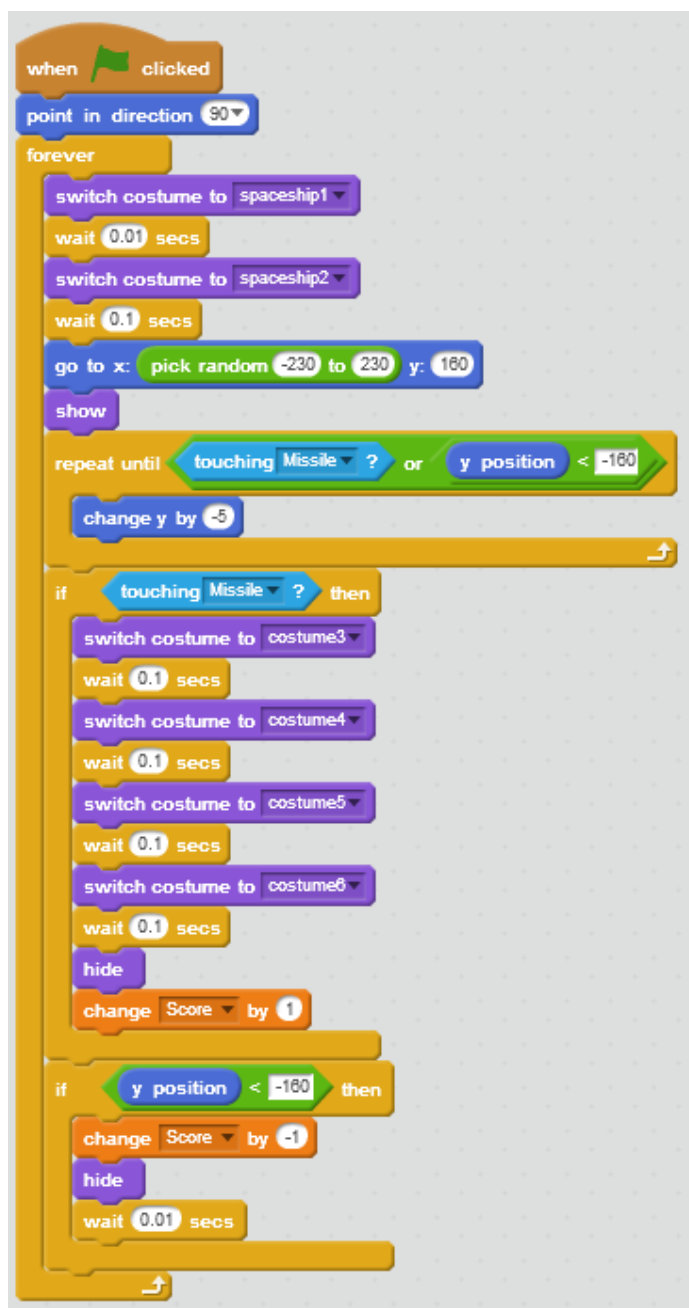 when clicked
point in direction 90
forever
switch costume to spaceship1
wait 0.01 secs
switch costume to spaceship2
wait 0.1 secs
go to x: pick random -230 to 230 y: 160
show
repeat until touching Missile ? or y position < -160
change y by -5
if touching Missile ? then
switch costume to costume3
wait 0.1 secs
switch costume to costume4
wait 0.1 secs
switch costume to costume5
wait 0.1 secs
switch costume to costume6
wait 0.1 secs
hide
change Score by 1
if y position < -160 then
change Score by -1
hide
wait 0.01 secs